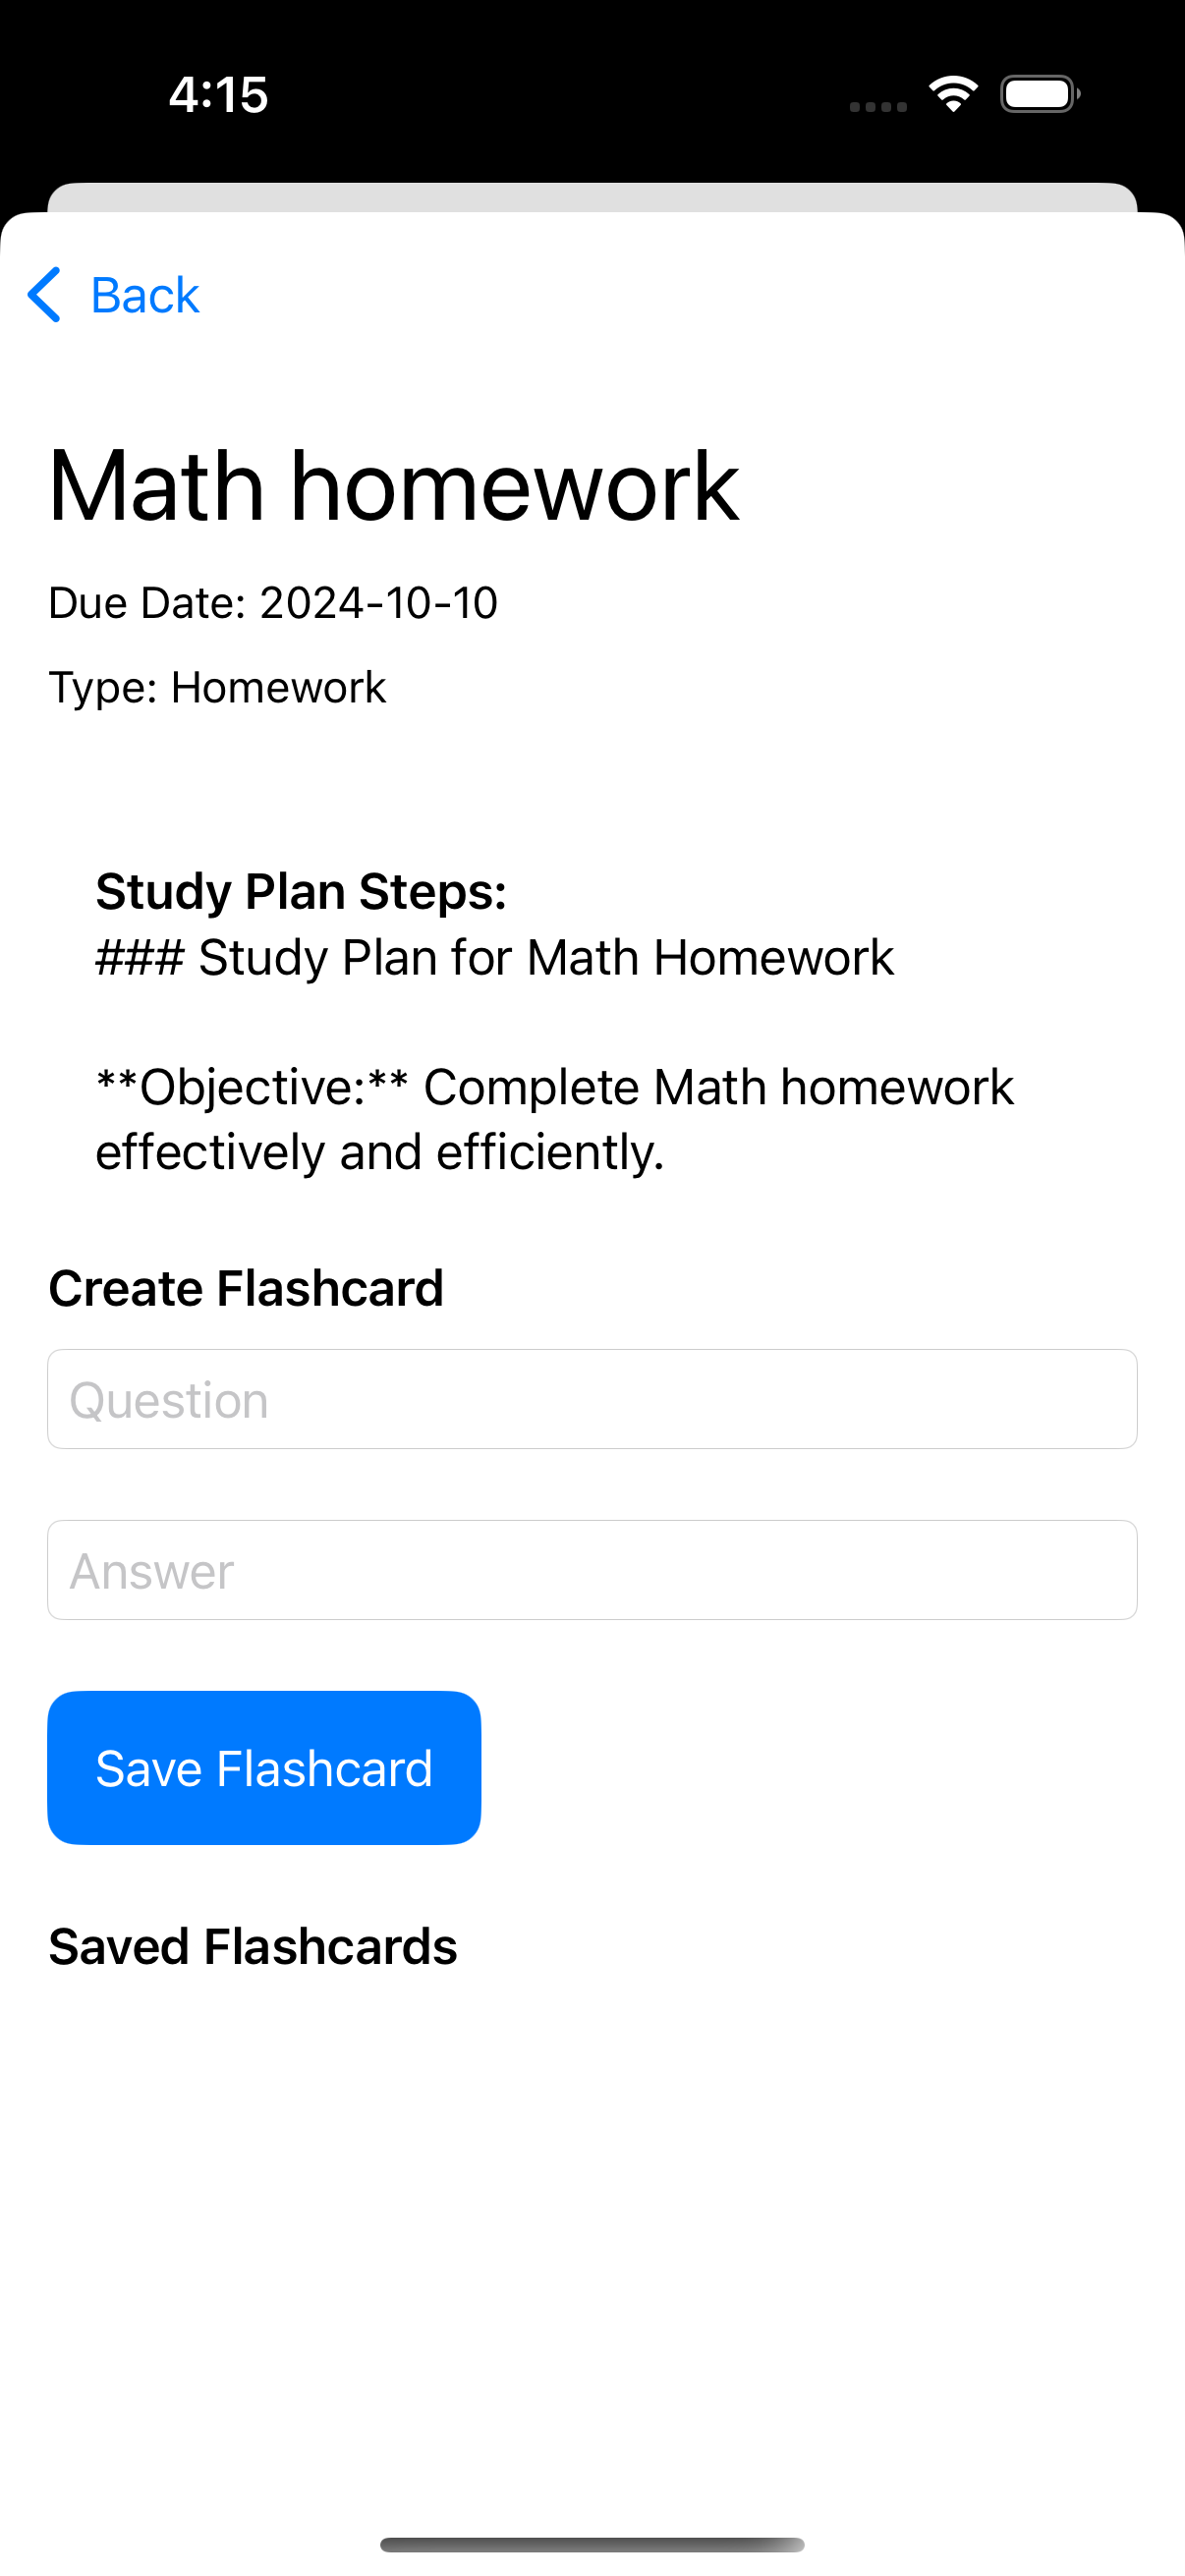 4:15
Back
Math homework
Due Date: 2024-10-10
Type: Homework
Study Plan Steps:
### Study Plan for Math Homework
**Objective:** Complete Math homework
effectively and efficiently.
Create Flashcard
Question
Answer
Save Flashcard
Saved Flashcards